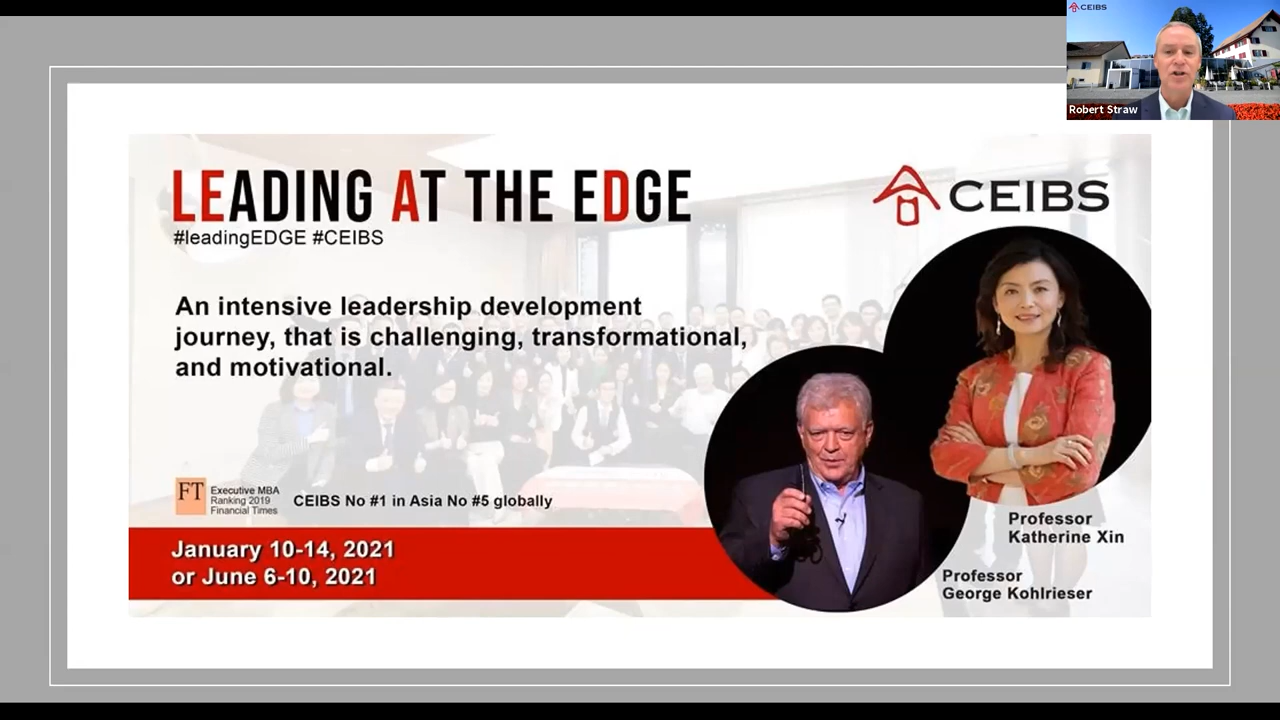 CEIBS
Robert Straw
LEADING AT THE EDGE
#leadingEDGE #CEIBS
CEIBS
An intensive leadership development
journey, that is challenging, transformational,
and motivational.
FT
Executive MBA
Ranking 2019
Financial Times
CEIBS No #1 in Asia No #5 globally
January 10-14, 2021
or June 6-10, 2021
Professor
Katherine Xin
Professor
George Kohlrieser